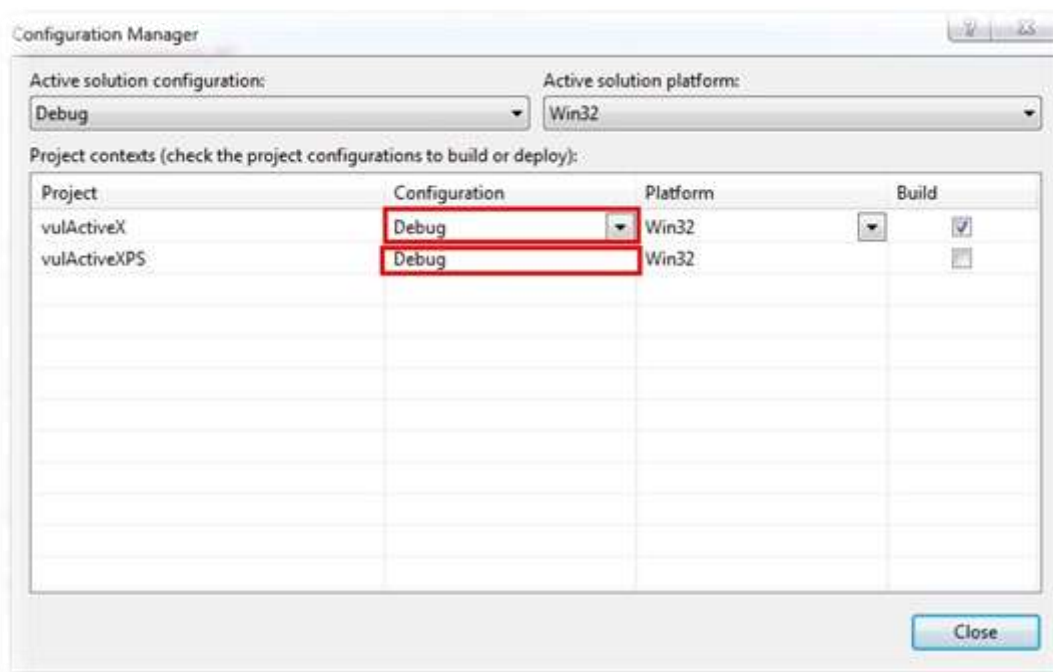 Configuration Manager
Active solution configuration: Active solution platform:
Debug Win32
Project contexts (check the project configurations to build or deploy):
Project Configuration Platform Build
vulActiveX Debug Win32
vulActiveXPS Debug Win32
Close